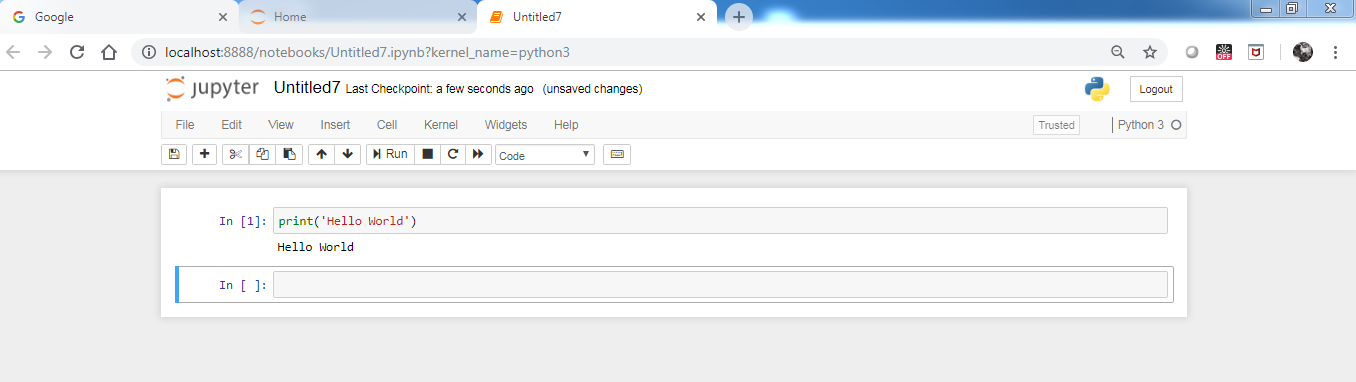 Google
Home
Untitled7
localhost:8888/notebooks/Untitled7.ipynb?kernel_name=python3
OFF
jupyter Untitled7 Last Checkpoint: a few seconds ago (unsaved changes)
Logout
File Edit View Insert Cell Kernel Widgets Help
Trusted
Python 3
Run
Code
In [1]: print('Hello World')
Hello World
In [ ]: